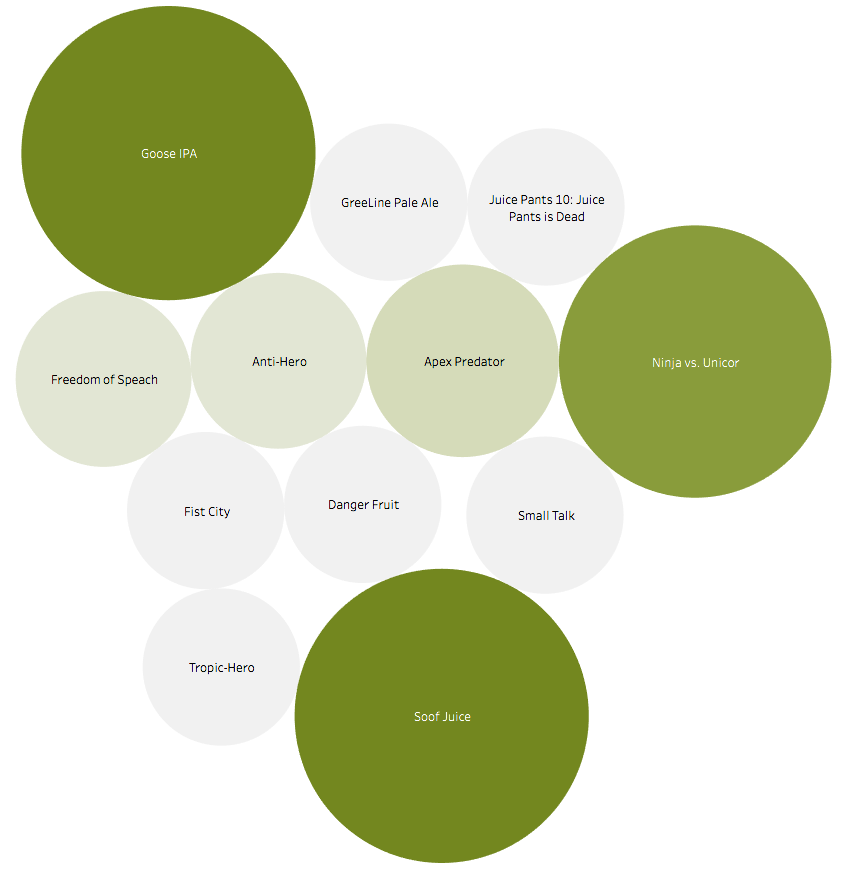 Goose IPA
GreeLine Pale Ale
Juice Pants 10: Juice
Pants is Dead
Freedom of Speach
Anti-Hero
Apex Predator
Ninja vs. Unicor
Fist City
Danger Fruit
Small Talk
Tropic-Hero
Soof Juice